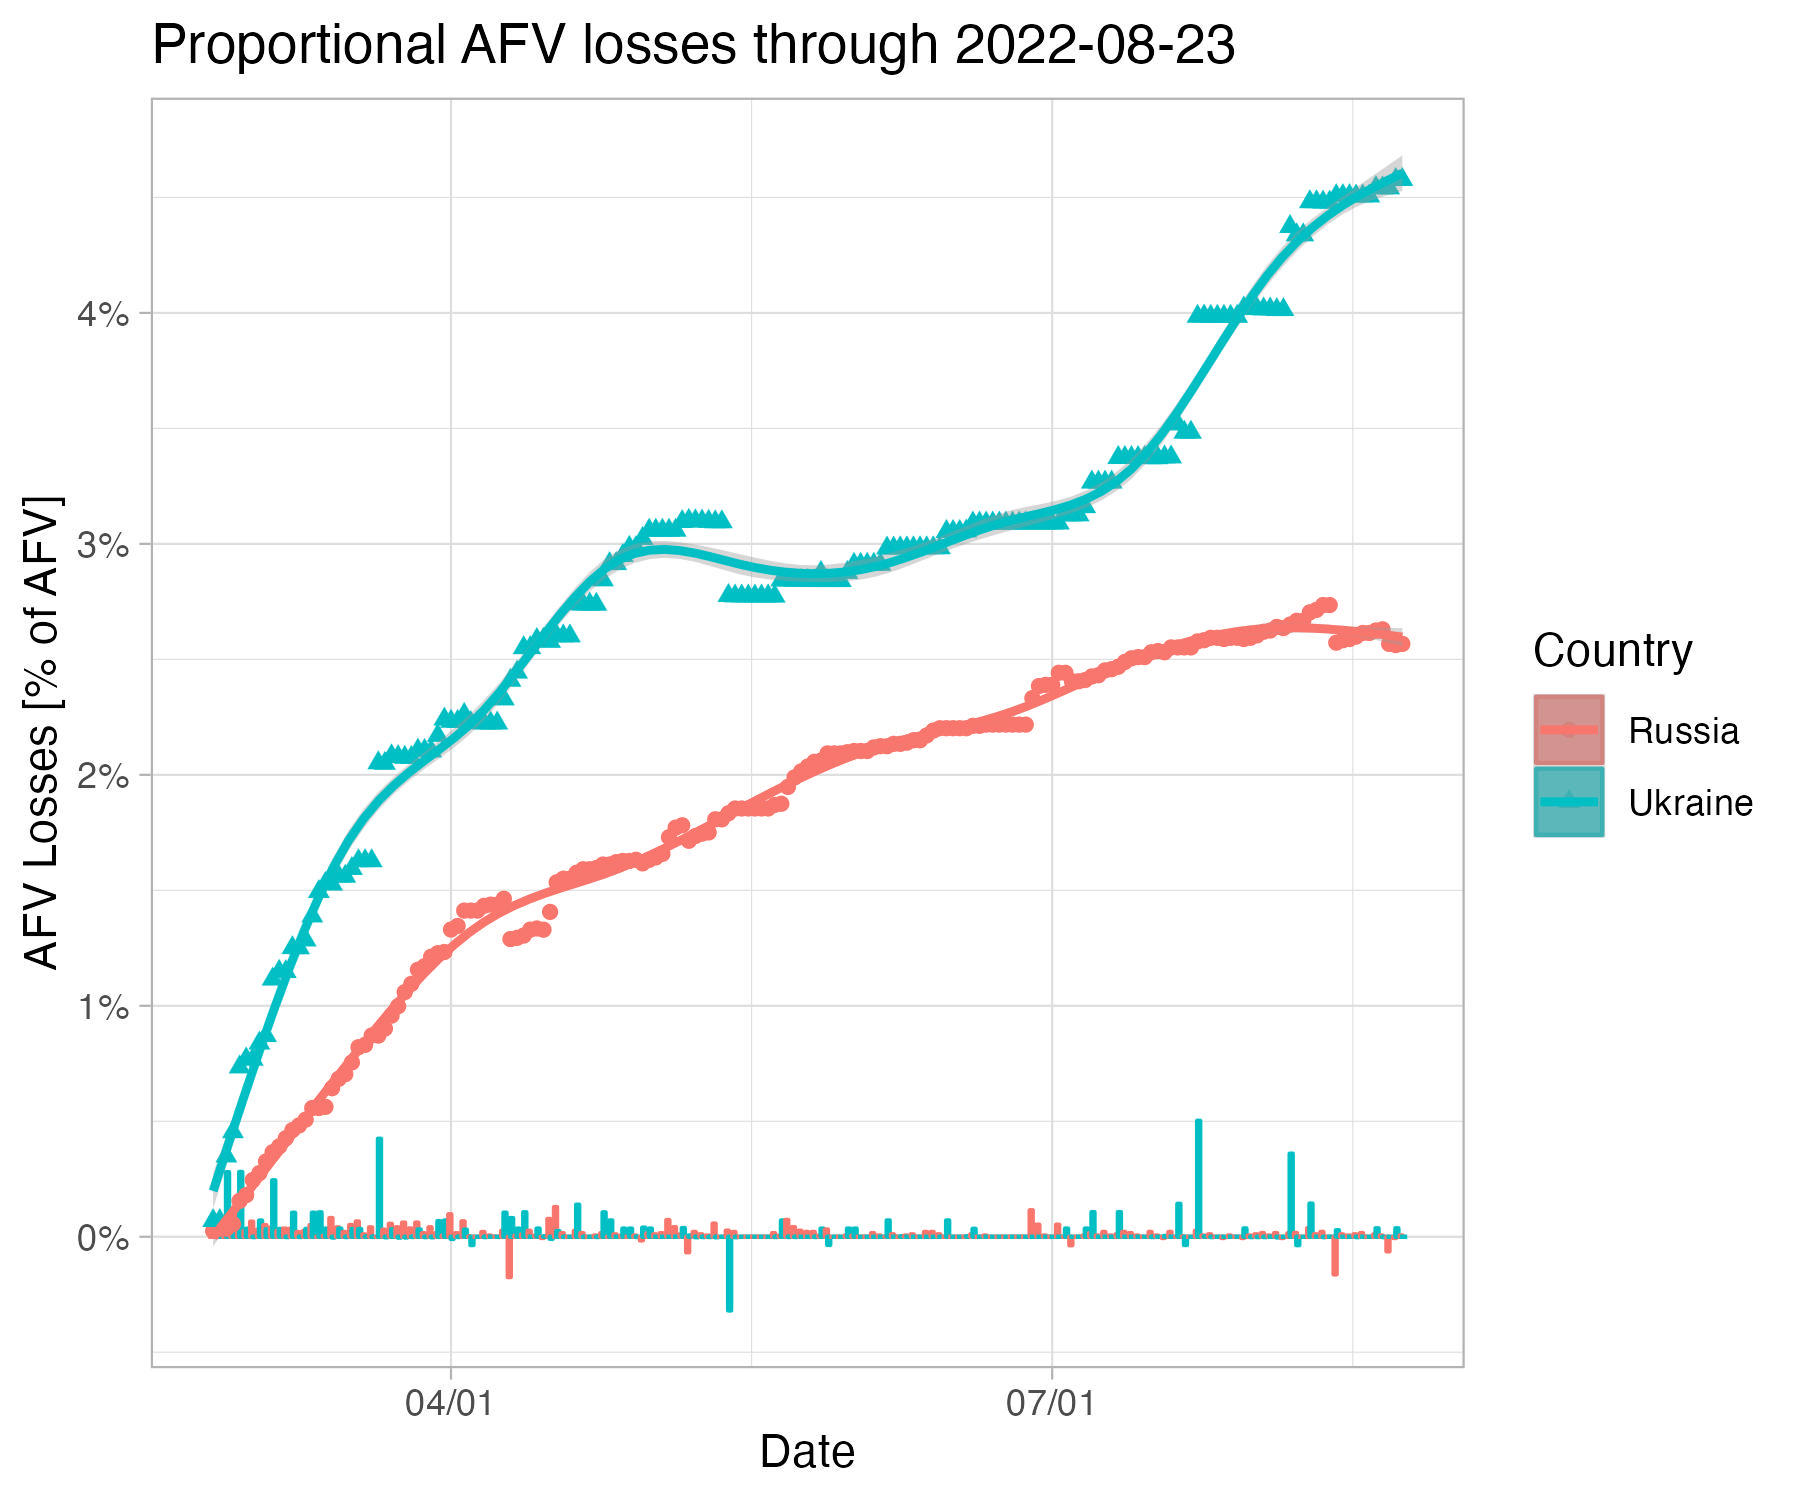 Proportional AFV losses through 2022-08-23
AFV Losses [% of AFV]
4%
3%
2%
1%
0%
04/01
07/01
Date
Country
Russia
Ukraine